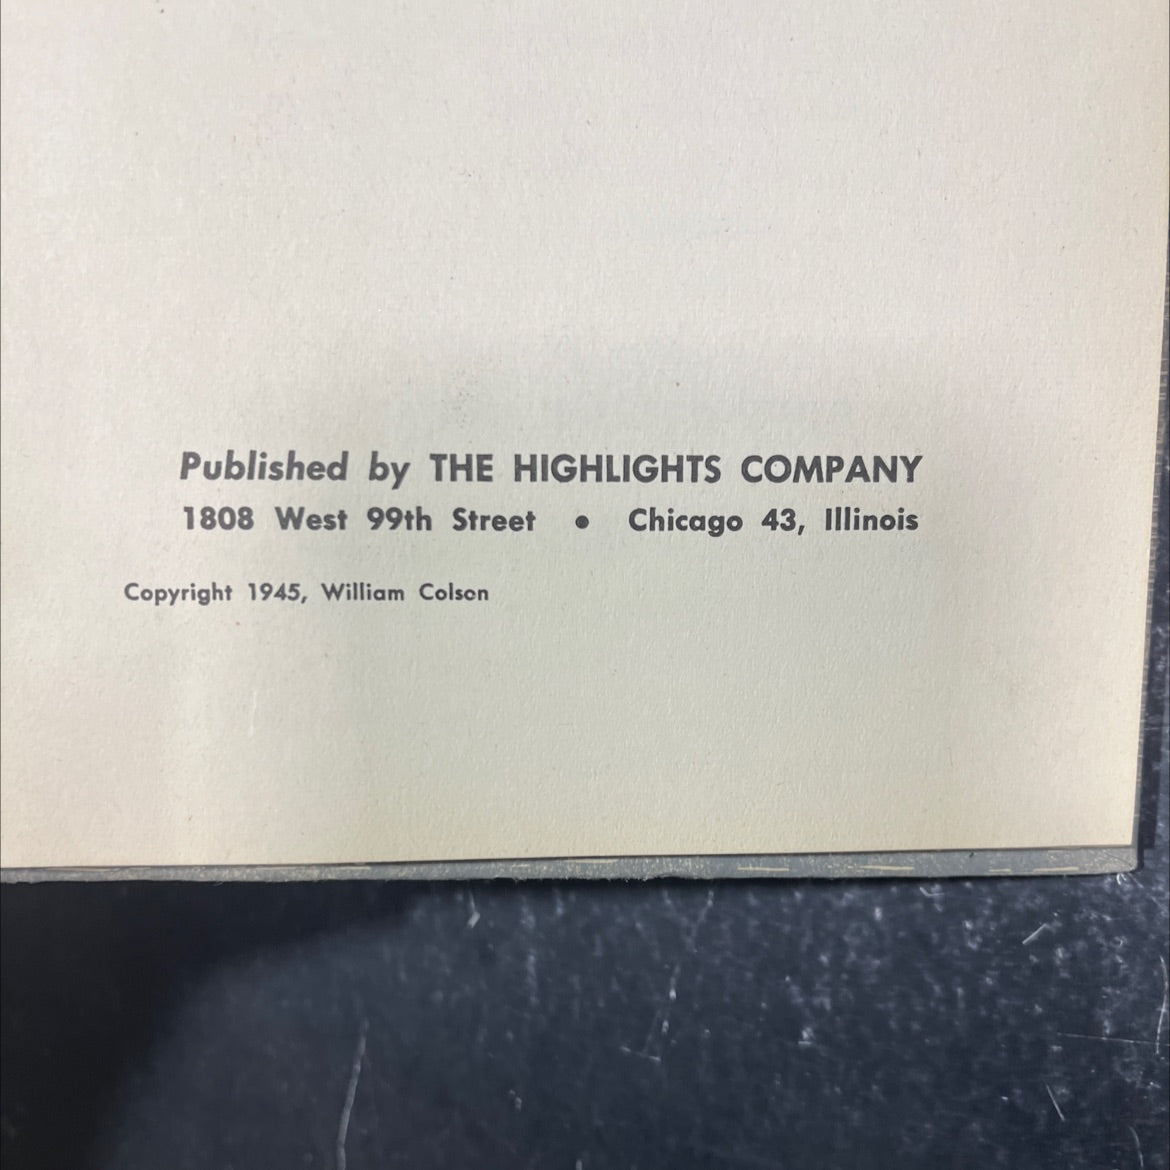 Published by THE HIGHLIGHTS COMPANY
1808 West 99th Street • Chicago 43, Illinois
Copyright 1945, William Colson